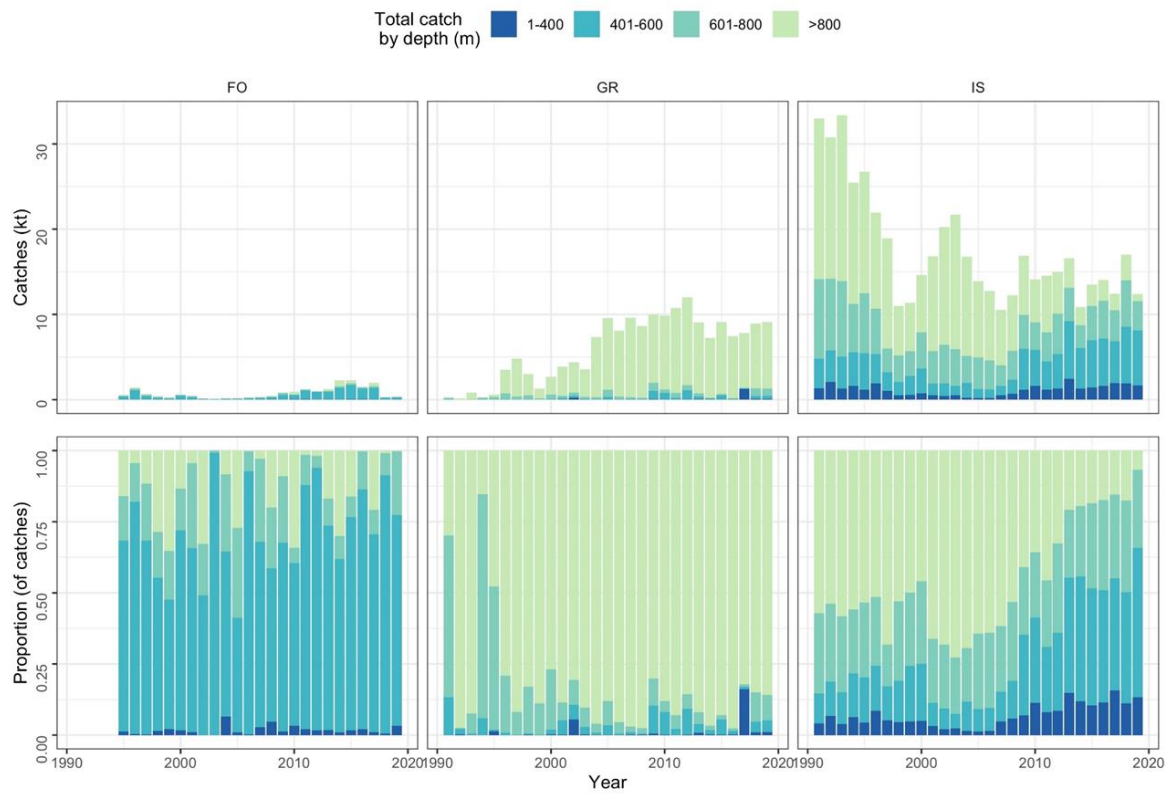 Total catch
by depth (m)
1-400 401-600 601-800 >800
FO GR IS
Catches (kt)
30
20
10
0
Proportion (of catches)
1.00
0.75
0.50
0.25
0.00
1990 2000 2010 2020 1990 2000 2010 2020 1990 2000 2010 2020
Year